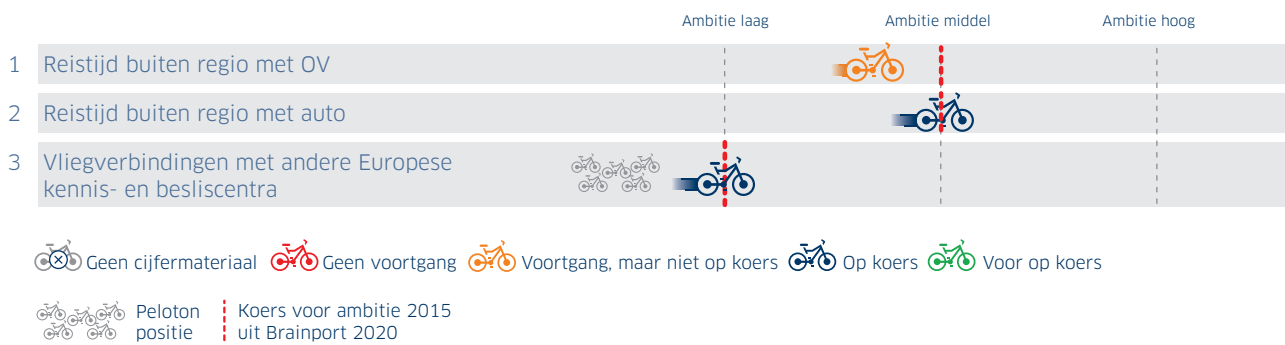 Ambitie laag Ambitie middel Ambitie hoog
1 Reistijd buiten regio met OV
2 Reistijd buiten regio met auto
3 Vliegverbindingen met andere Europese
kennis- en besliscentra
Geen cijfermateriaal Geen voortgang Voortgang, maar niet op koers Op koers Voor op koers
Peloton Koers voor ambitie 2015
positie uit Brainport 2020